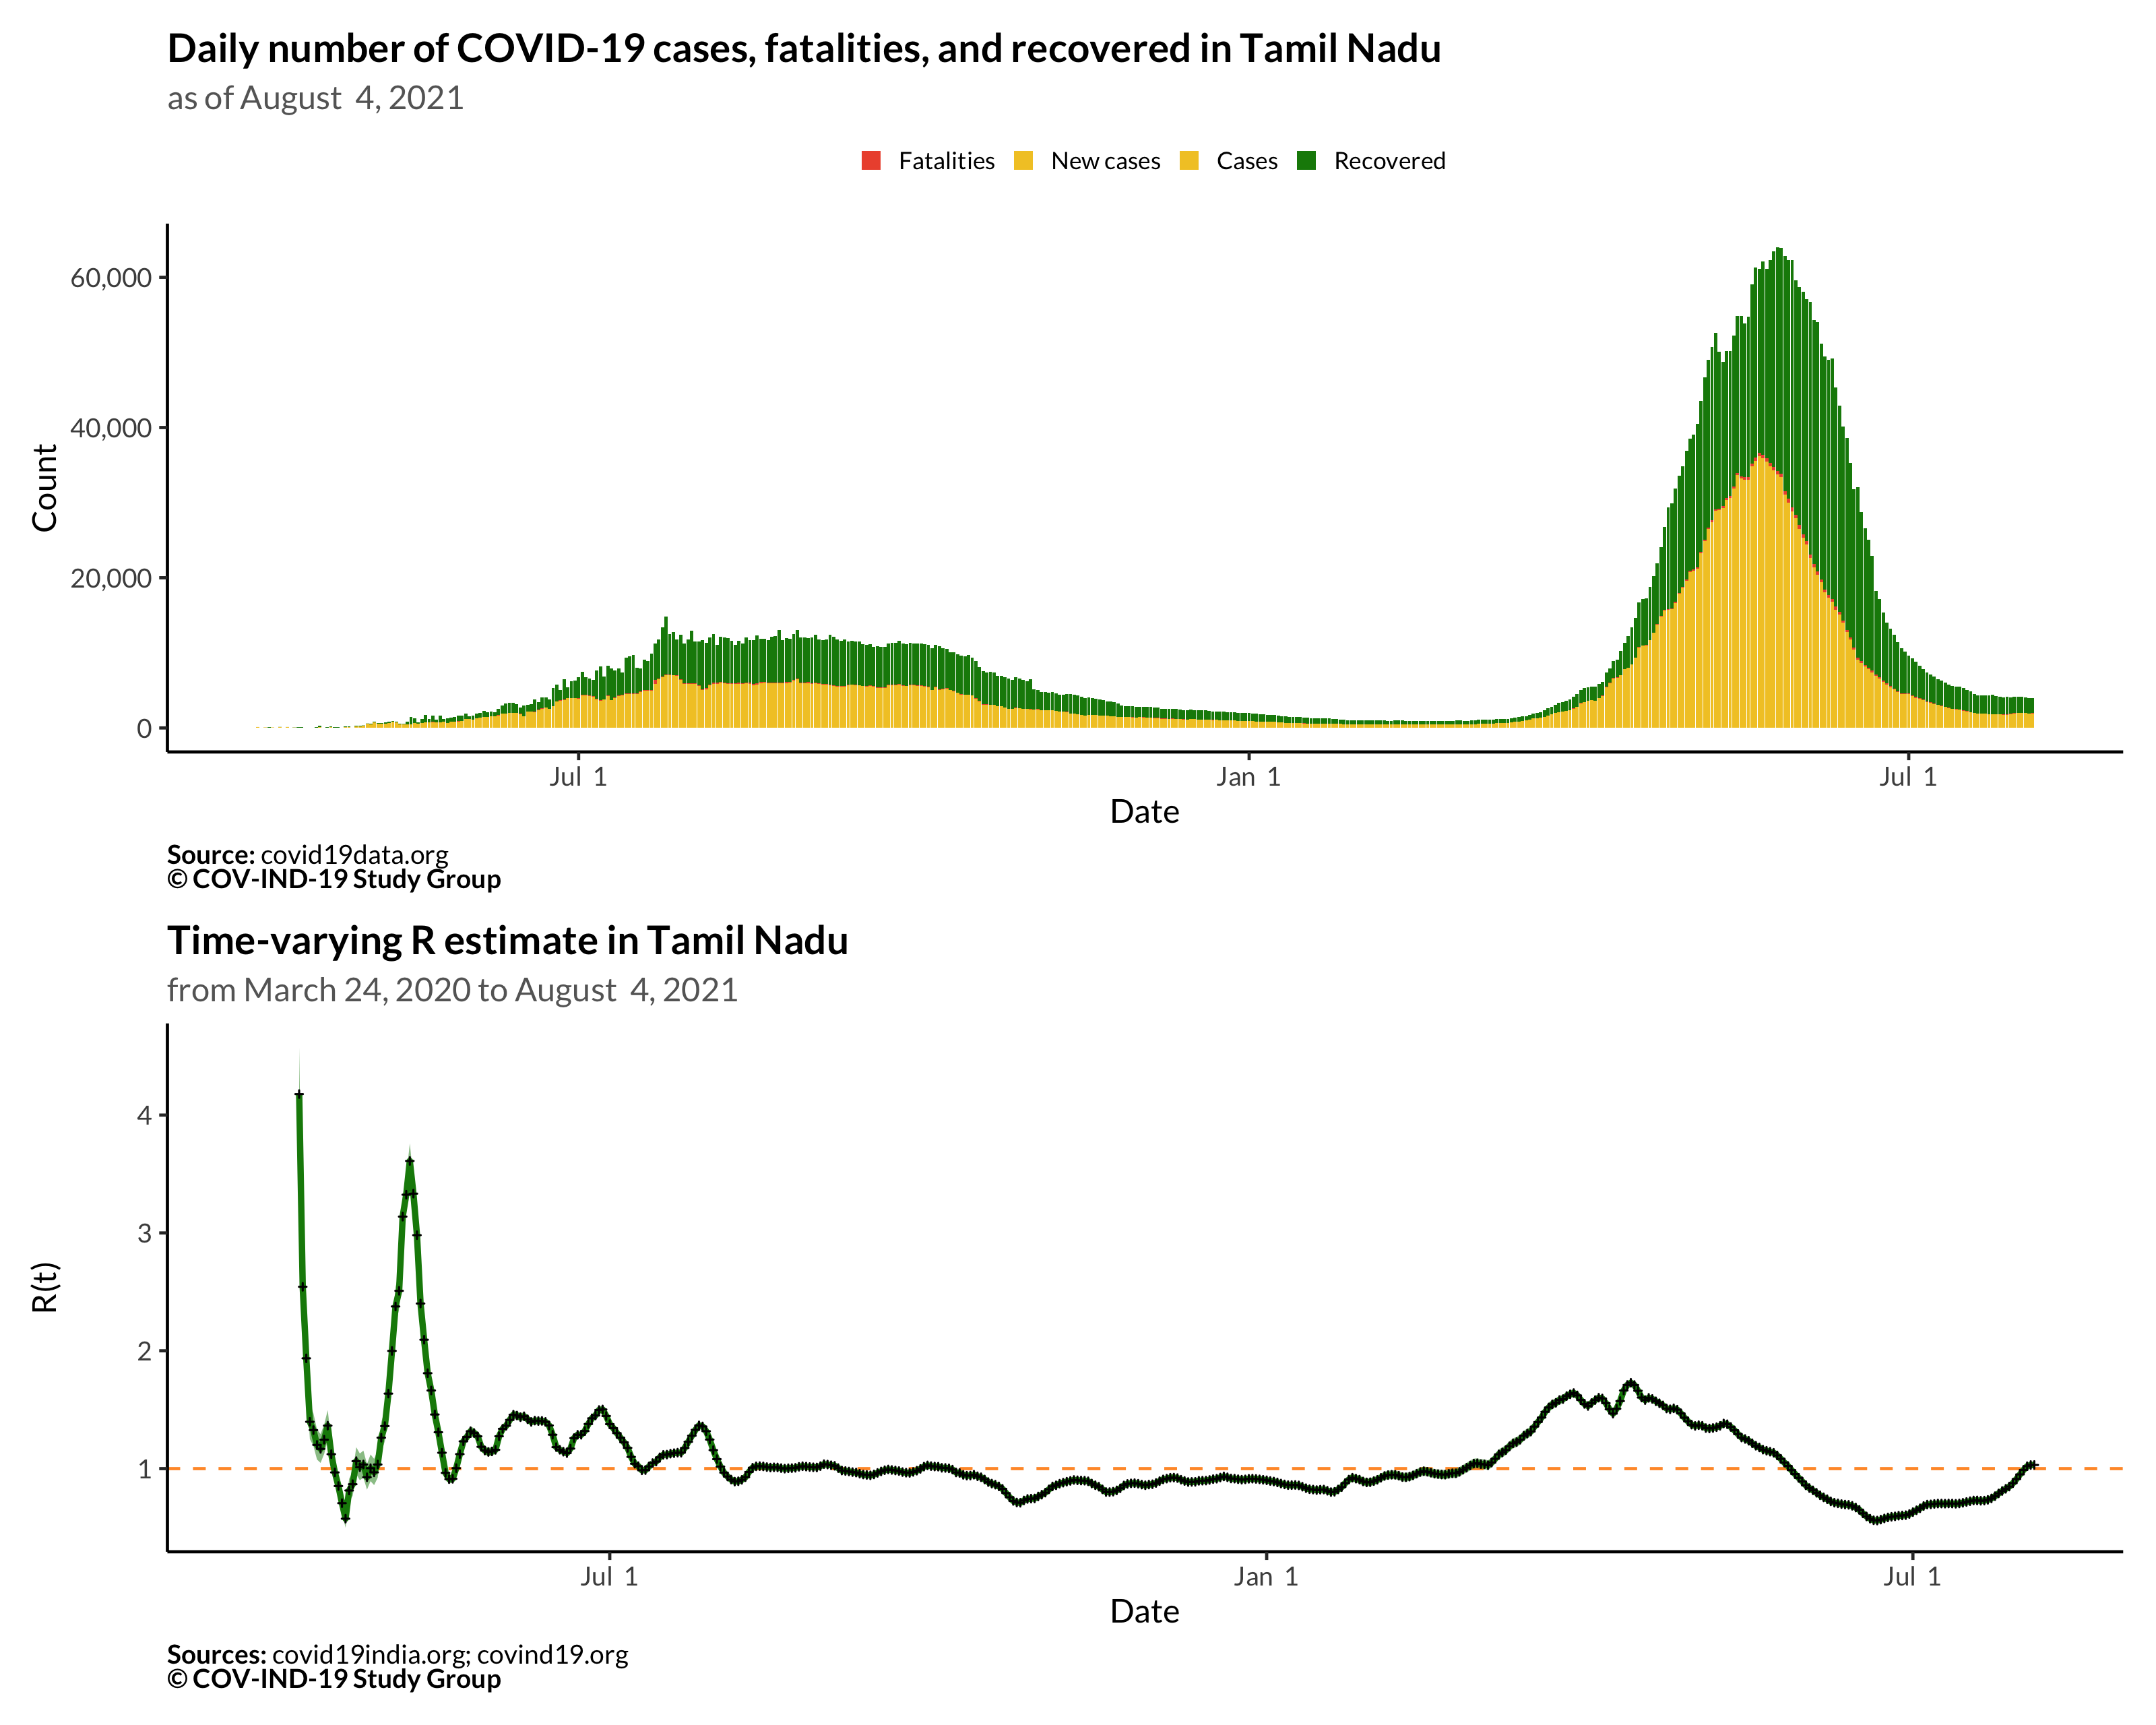 Daily number of COVID-19 cases, fatalities, and recovered in Tamil Nadu
as of August  4, 2021
Fatalities New cases Cases Recovered
Count
60,000
40,000
20,000
0
Jul  1 Jan  1 Jul  1
Date
Source: covid19data.org
© COV-IND-19 Study Group
Time-varying R estimate in Tamil Nadu
from March 24, 2020 to August  4, 2021
R(t)
4
3
2
1
Jul  1 Jan  1 Jul  1
Date
Sources: covid19india.org; covind19.org
© COV-IND-19 Study Group